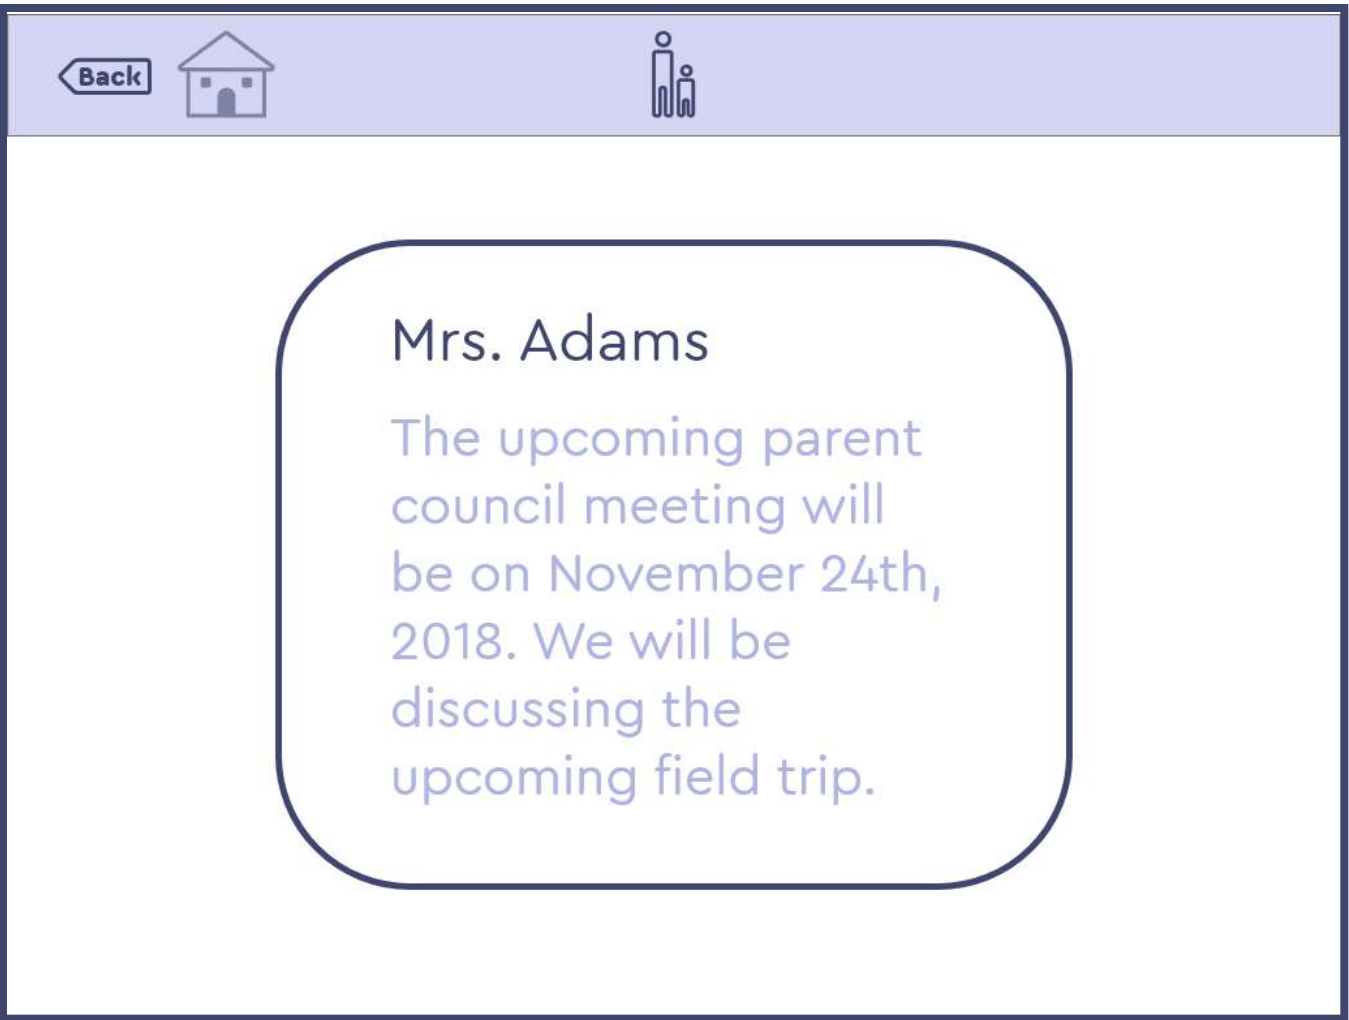 Back
Mrs. Adams
The upcoming parent
council meeting will
be on November 24th,
2018. We will be
discussing the
upcoming field trip.